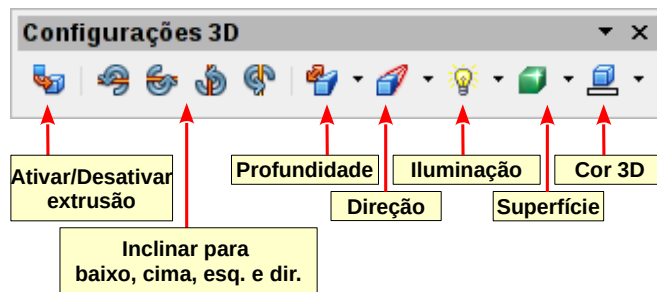 Configurações 3D
Profundidade
Iluminação
Cor 3D
Ativar/Desativar
extrusão
Direção
Superfície
Inclinar para
baixo, cima, esq. e dir.